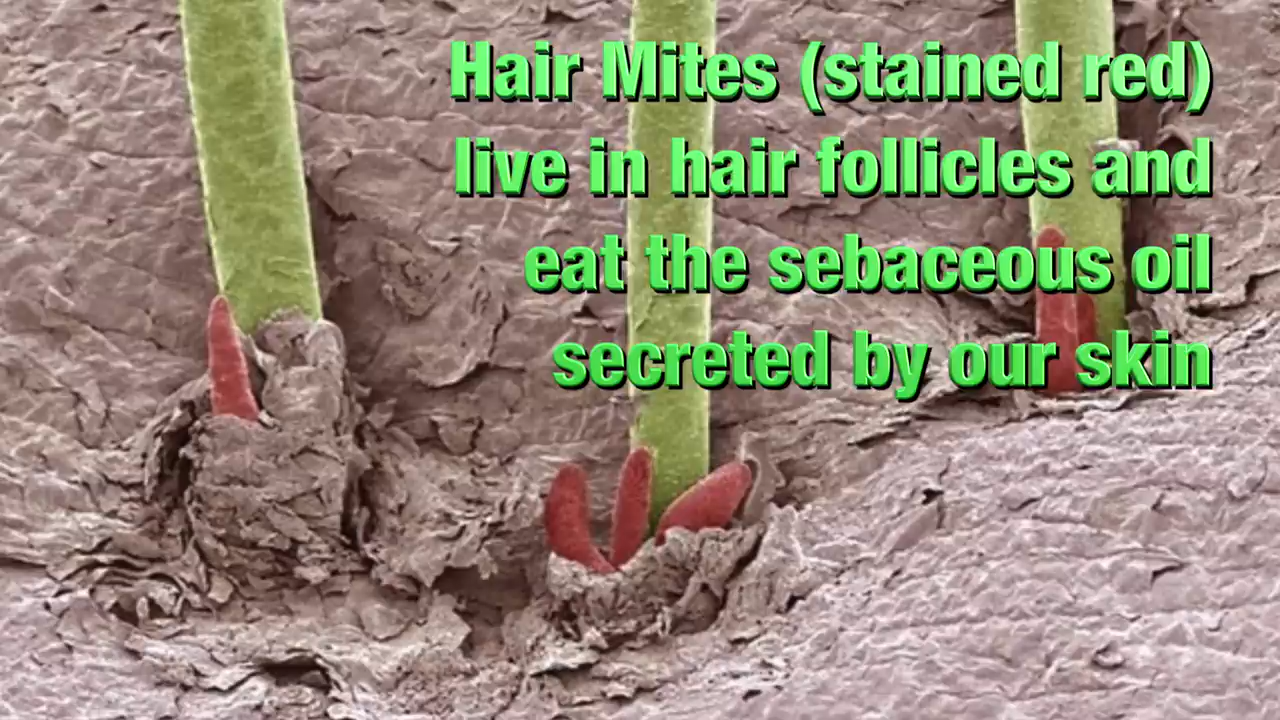 Hair Mites (stained red)
live in hair follicles and
eat the sebaceous oil
secreted by our skin